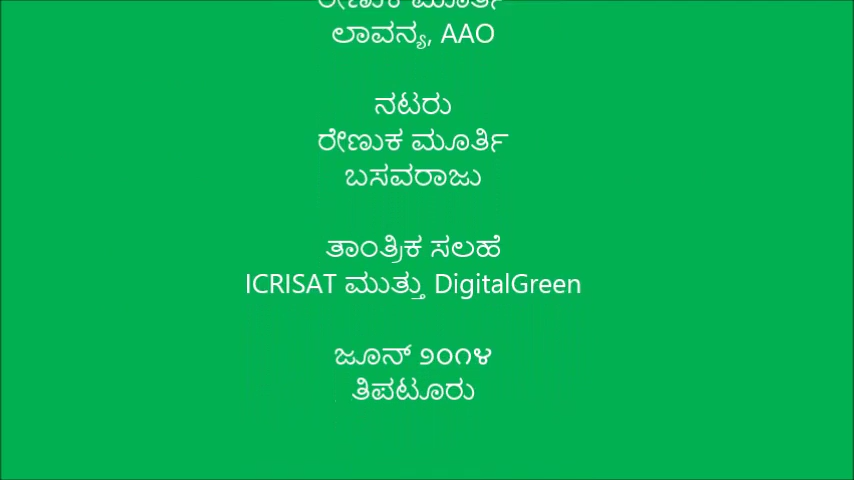 ರೇಣುಕ ಮೂರ್ತಿ
ಲಾವನ್ಯ, AAO
ನಟರು
ರೇಣುಕ ಮೂರ್ತಿ
ಬಸವರಾಜು
ತಾಂತ್ರಿಕ ಸಲಹೆ
ICRISAT ಮುತ್ತು DigitalGreen
ಜೂನ್ ೨೦೧೪
ತಿಪಟೂರು